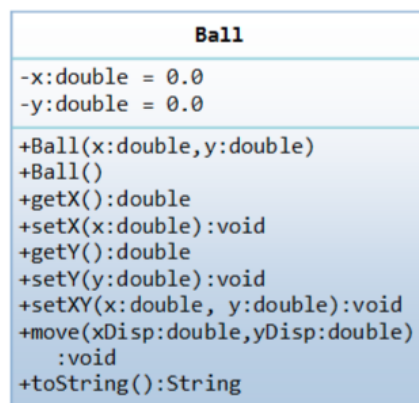 Ball
-x:double = 0.0
-y:double = 0.0
+Ball(x:double,y:double)
+Ball()
+getX():double
+setX(x:double):void
+getY():double
+setY(y:double):void
+setXY(x:double, y:double):void
+move(xDisp:double,yDisp:double)
:void
+toString():String